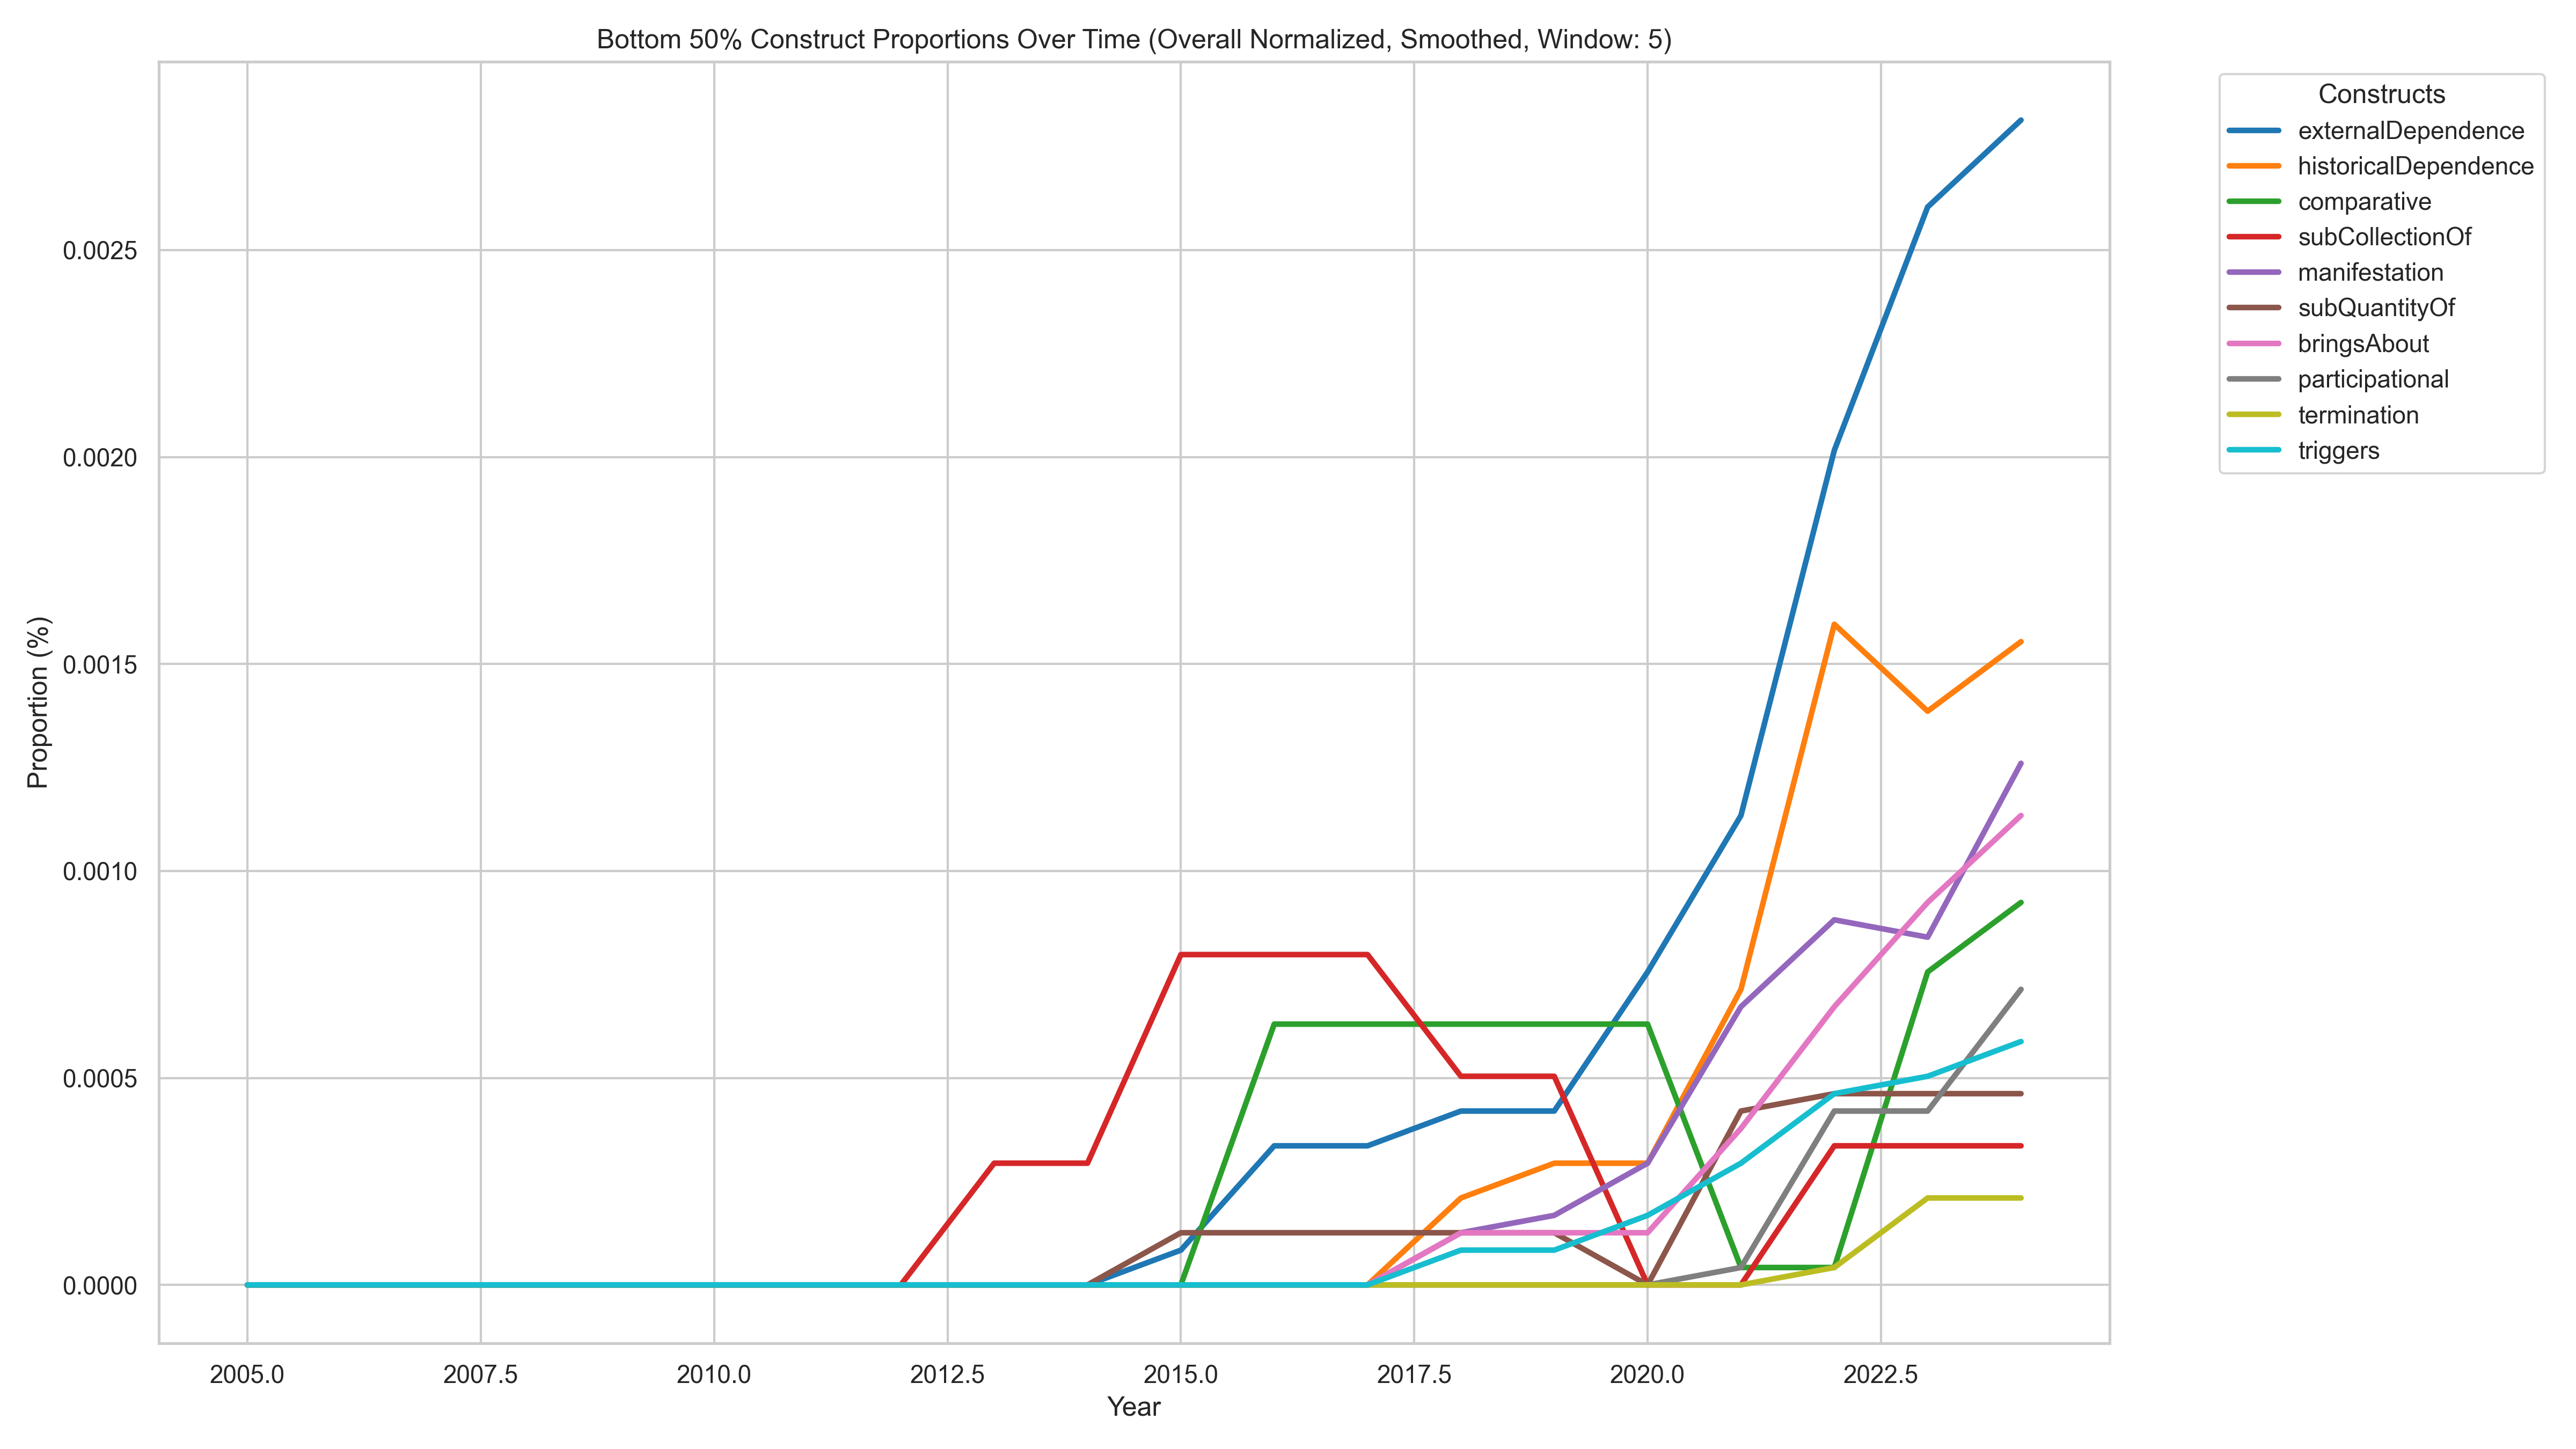 Bottom 50% Construct Proportions Over Time (Overall Normalized, Smoothed, Window: 5)
Proportion (%)
0.0025
0.0020
0.0015
0.0010
0.0005
0.0000
2005.0 2007.5 2010.0 2012.5 2015.0 2017.5 2020.0 2022.5
Year
Constructs
externalDependence
historicalDependence
comparative
subCollectionOf
manifestation
subQuantityOf
bringsAbout
participational
termination
triggers